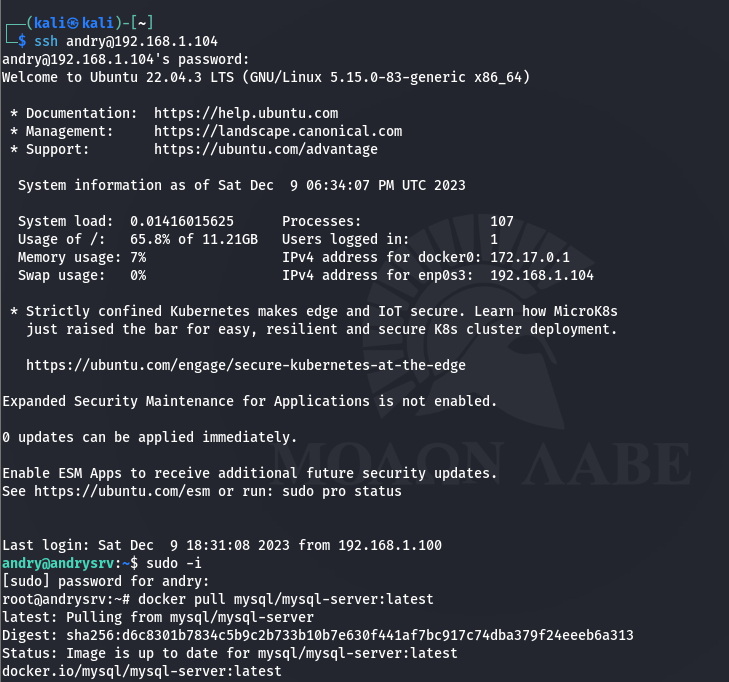 ┌──(kali㉿kali)-[~]
└─$ ssh andry@192.168.1.104
andry@192.168.1.104's password:
Welcome to Ubuntu 22.04.3 LTS (GNU/Linux 5.15.0-83-generic x86_64)

 * Documentation:  https://help.ubuntu.com
 * Management:     https://landscape.canonical.com
 * Support:        https://ubuntu.com/advantage

  System information as of Sat Dec  9 06:34:07 PM UTC 2023

  System load:  0.01416015625      Processes:                107
  Usage of /:   65.8% of 11.21GB   Users logged in:          1
  Memory usage: 7%                 IPv4 address for docker0: 172.17.0.1
  Swap usage:   0%                 IPv4 address for enp0s3:  192.168.1.104

 * Strictly confined Kubernetes makes edge and IoT secure. Learn how MicroK8s
   just raised the bar for easy, resilient and secure K8s cluster deployment.

   https://ubuntu.com/engage/secure-kubernetes-at-the-edge

Expanded Security Maintenance for Applications is not enabled.

0 updates can be applied immediately.

ΜΟΛΩΝ ΛΑΒΕ
Enable ESM Apps to receive additional future security updates.
See https://ubuntu.com/esm or run: sudo pro status


Last login: Sat Dec  9 18:31:08 2023 from 192.168.1.100
andry@andrysrv:~$ sudo -i
[sudo] password for andry:
root@andrysrv:~# docker pull mysql/mysql-server:latest
latest: Pulling from mysql/mysql-server
Digest: sha256:d6c8301b7834c5b9c2b733b10b7e630f441af7bc917c74dba379f24eeeb6a313
Status: Image is up to date for mysql/mysql-server:latest
docker.io/mysql/mysql-server:latest